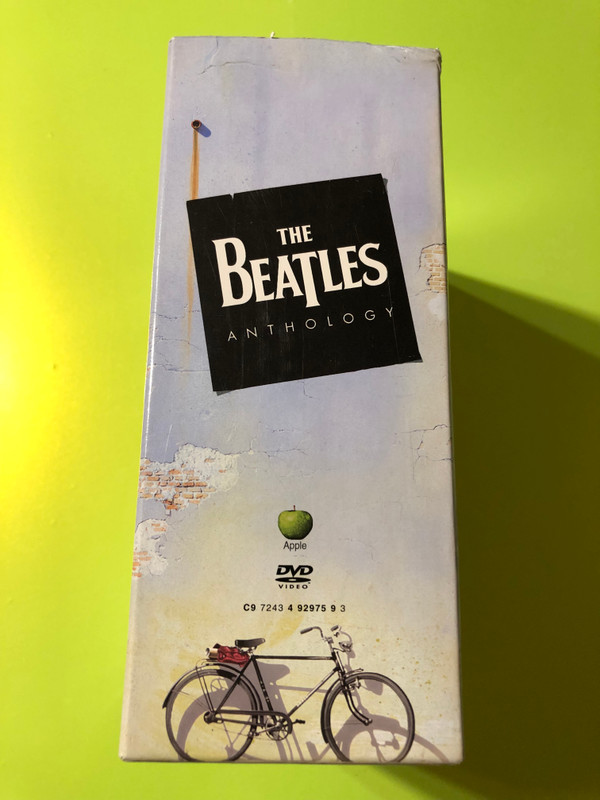 THE
BEATLES
ANTHOLOGY
Apple
DVD
VIDEO
C9 7243 4 92975 9 3